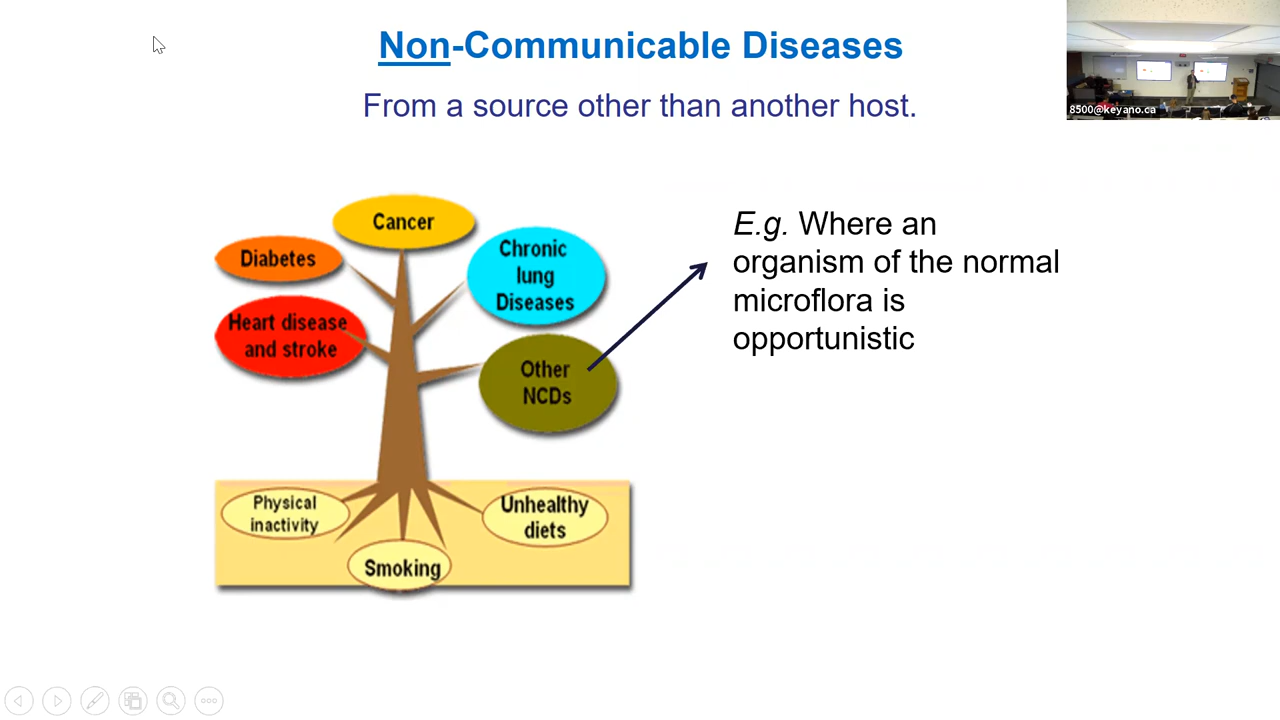 Non-Communicable Diseases
From a source other than another host.
8500@keyano.ca
Cancer
Diabetes
Chronic
lung
Diseases
Heart disease
and stroke
Other
NCDs
E.g. Where an
organism of the normal
microflora is
opportunistic
Physical
inactivity
Unhealthy
diets
Smoking